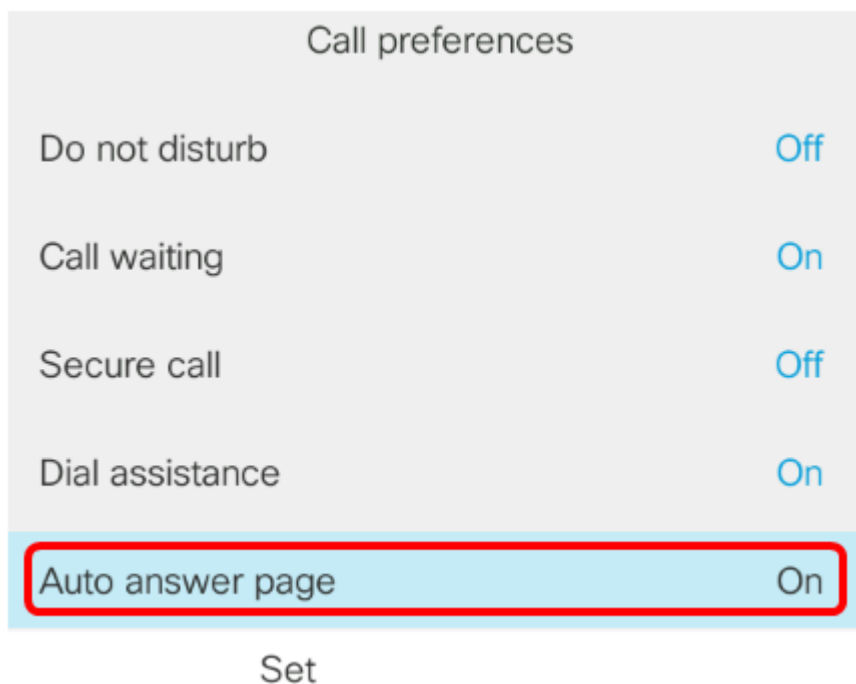 Call preferences
Do not disturb Off
Call waiting On
Secure call Off
Dial assistance On
Auto answer page On
Set